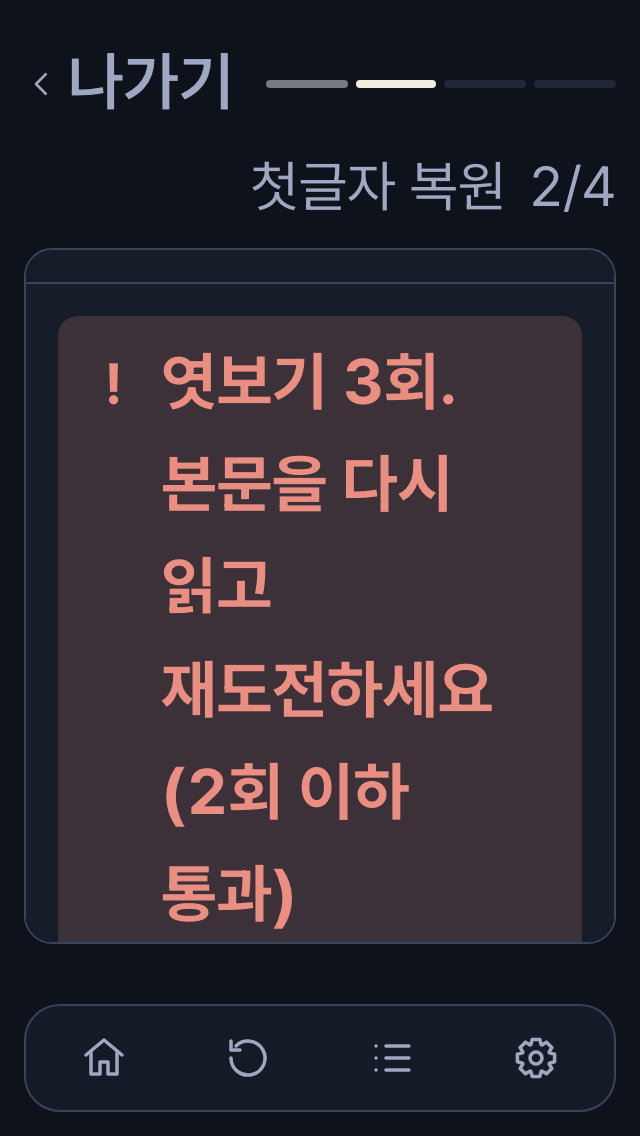 나가기
첫글자 복원 2/4
! 엿보기 3회.
본문을 다시
읽고
재도전하세요
(2회 이하
통과)